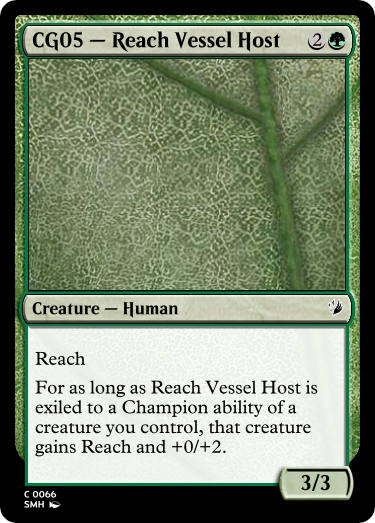 CG05 — Reach Vessel Host 2
Creature — Human
Reach
For as long as Reach Vessel Host is
exiled to a Champion ability of a
creature you control, that creature
gains Reach and +0/+2.
3/3
C 0066
SMH